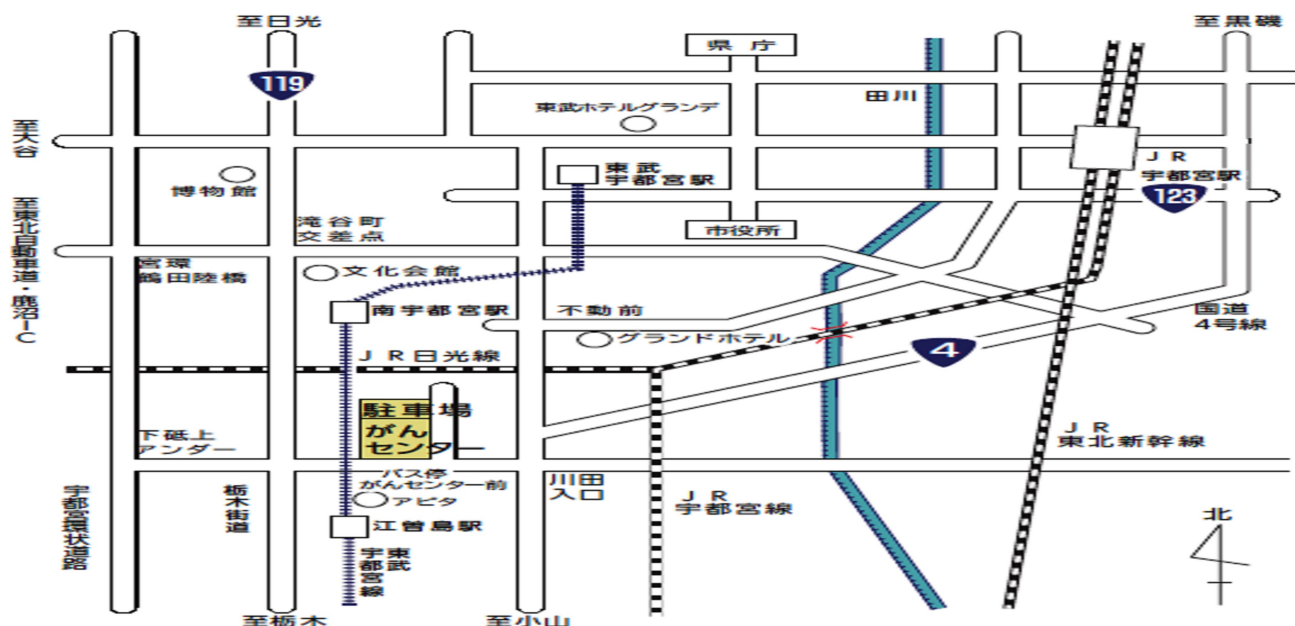 至日光
至黒磯
県庁
119
田川
東武ホテルグランデ
至大谷
東武
宇都宮駅
JR
宇都宮駅
博物館
123
至東北自動車道・鹿沼IC
滝谷町
交差点
市役所
宮環
鶴田陸橋
文化会館
南宇都宮駅
不動前
国道
4号線
グランドホテル
4
JR日光線
駐車場
がん
センター
下砥上
アンダー
JR
東北新幹線
バス停
がんセンター前
川田
入口
アピタ
宇都宮環状道路
栃木街道
JR
宇都宮線
江曽島駅
東武
宇都宮線
北
至栃木
至小山